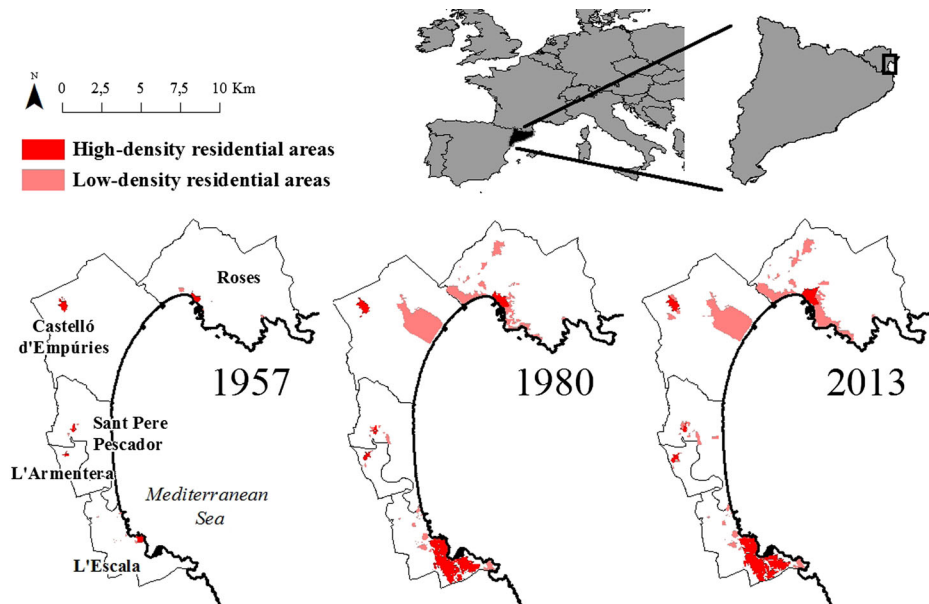 N
0 2,5 5 7,5 10 Km
High-density residential areas
Low-density residential areas
Roses
Castelló
d'Empúries
1957
1980
2013
Sant Pere
Pescador
L'Armentera
Mediterranean
Sea
L'Escala